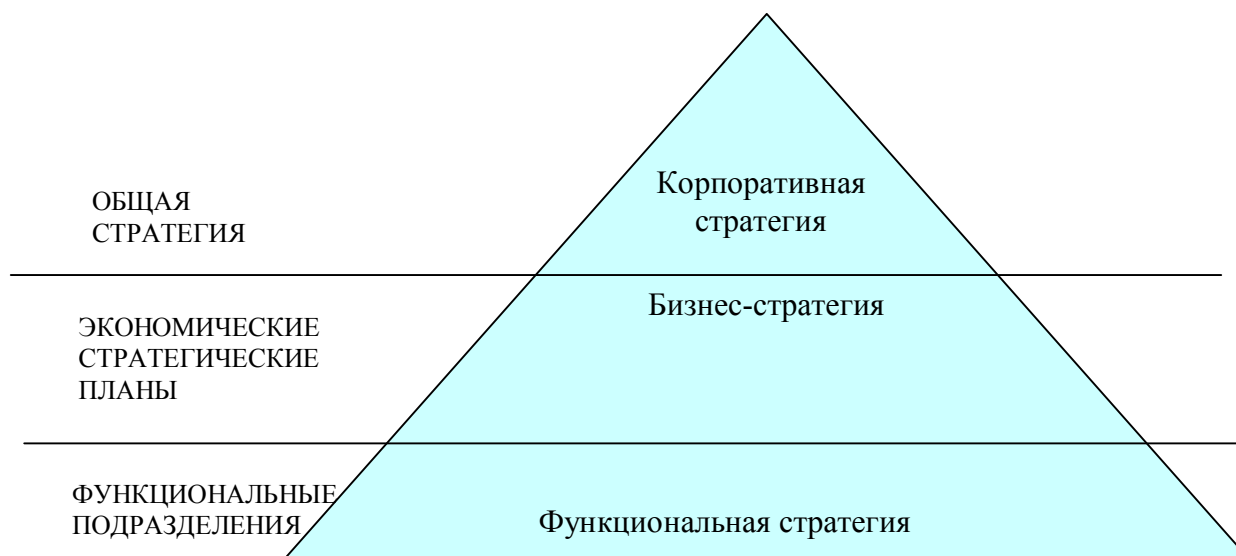 ОБЩАЯ
СТРАТЕГИЯ
Корпоративная
стратегия
ЭКОНОМИЧЕСКИЕ
СТРАТЕГИЧЕСКИЕ
ПЛАНЫ
Бизнес-стратегия
ФУНКЦИОНАЛЬНЫЕ
ПОДРАЗДЕЛЕНИЯ
Функциональная стратегия